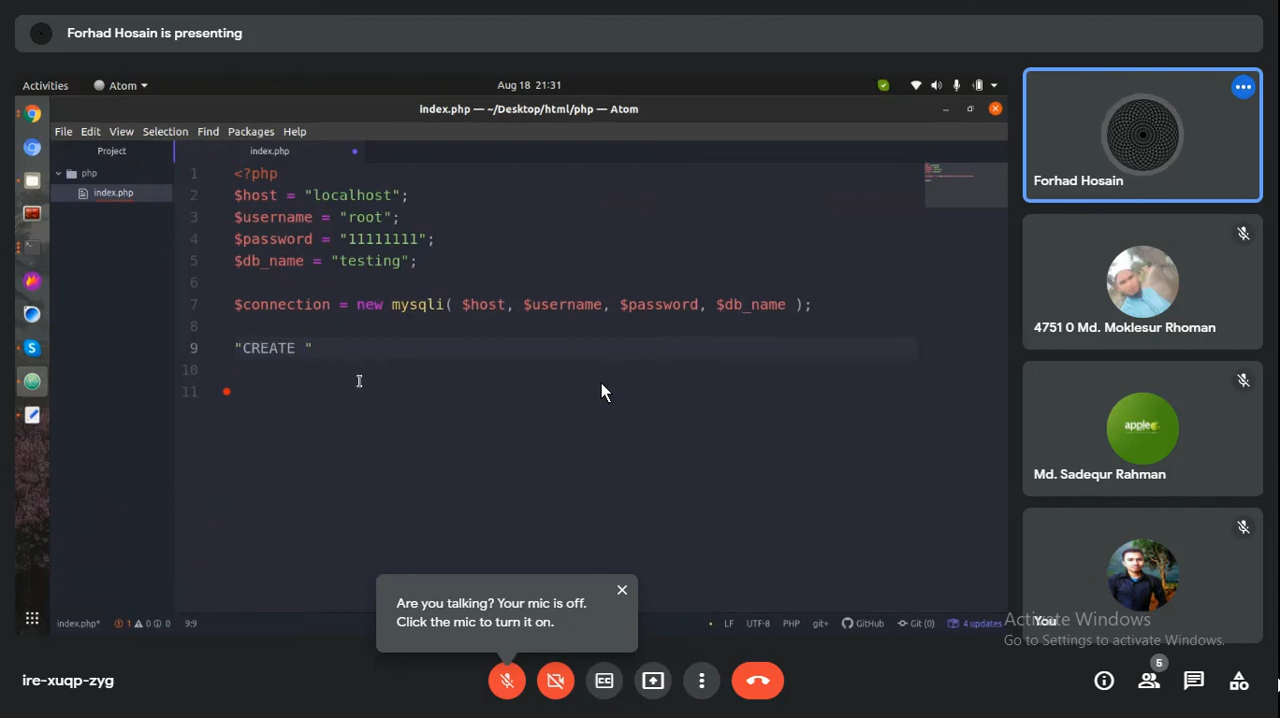 Forhad Hosain is presenting
Activities
Atom
Aug 18 21:31
index.php — ~/Desktop/html/php — Atom
File Edit View Selection Find Packages Help
Project
index.php
php
index.php
1 <?php
2 $host = "localhost";
3 $username = "root";
4 $password = "11111111";
5 $db_name = "testing";
6
7 $connection = new mysqli( $host, $username, $password, $db_name );
8
9 "CREATE "
10
11
index.php* 1 0 0 9:9
LF UTF-8 PHP git+ GitHub Git (0) 4 updates
Forhad Hosain
4751 0 Md. Moklesur Rhoman
apple
Md. Sadequr Rahman
You
Activate Windows
Go to Settings to activate Windows.
Are you talking? Your mic is off.
Click the mic to turn it on.
ire-xuqp-zyg
CC
5